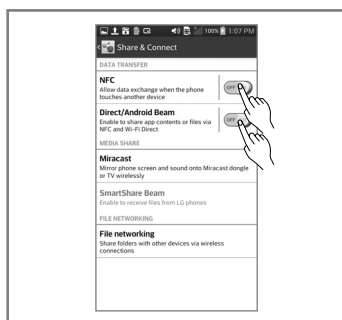 100% 1:07 PM
Share & Connect
DATA TRANSFER
NFC
Allow data exchange when the phone
touches another device
OFF
Direct/Android Beam
Enable to share app contents or files via
NFC and Wi-Fi Direct
OFF
MEDIA SHARE
Miracast
Mirror phone screen and sound onto Miracast dongle
or TV wirelessly
SmartShare Beam
Enable to receive files from LG phones
FILE NETWORKING
File networking
Share folders with other devices via wireless
connections